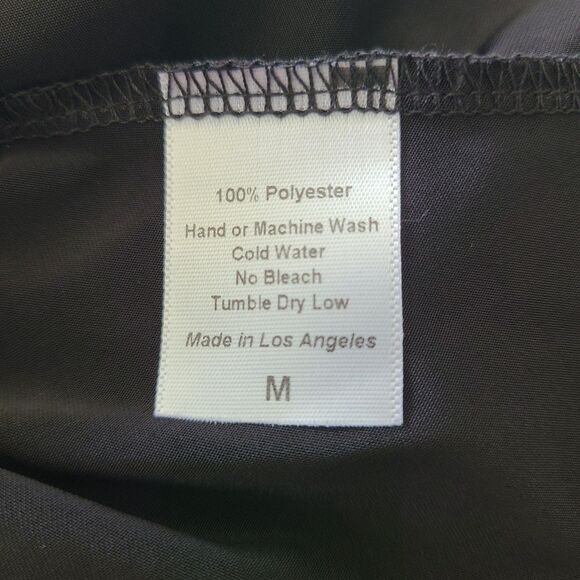 100% Polyester
Hand or Machine Wash
Cold Water
No Bleach
Tumble Dry Low
Made in Los Angeles
M